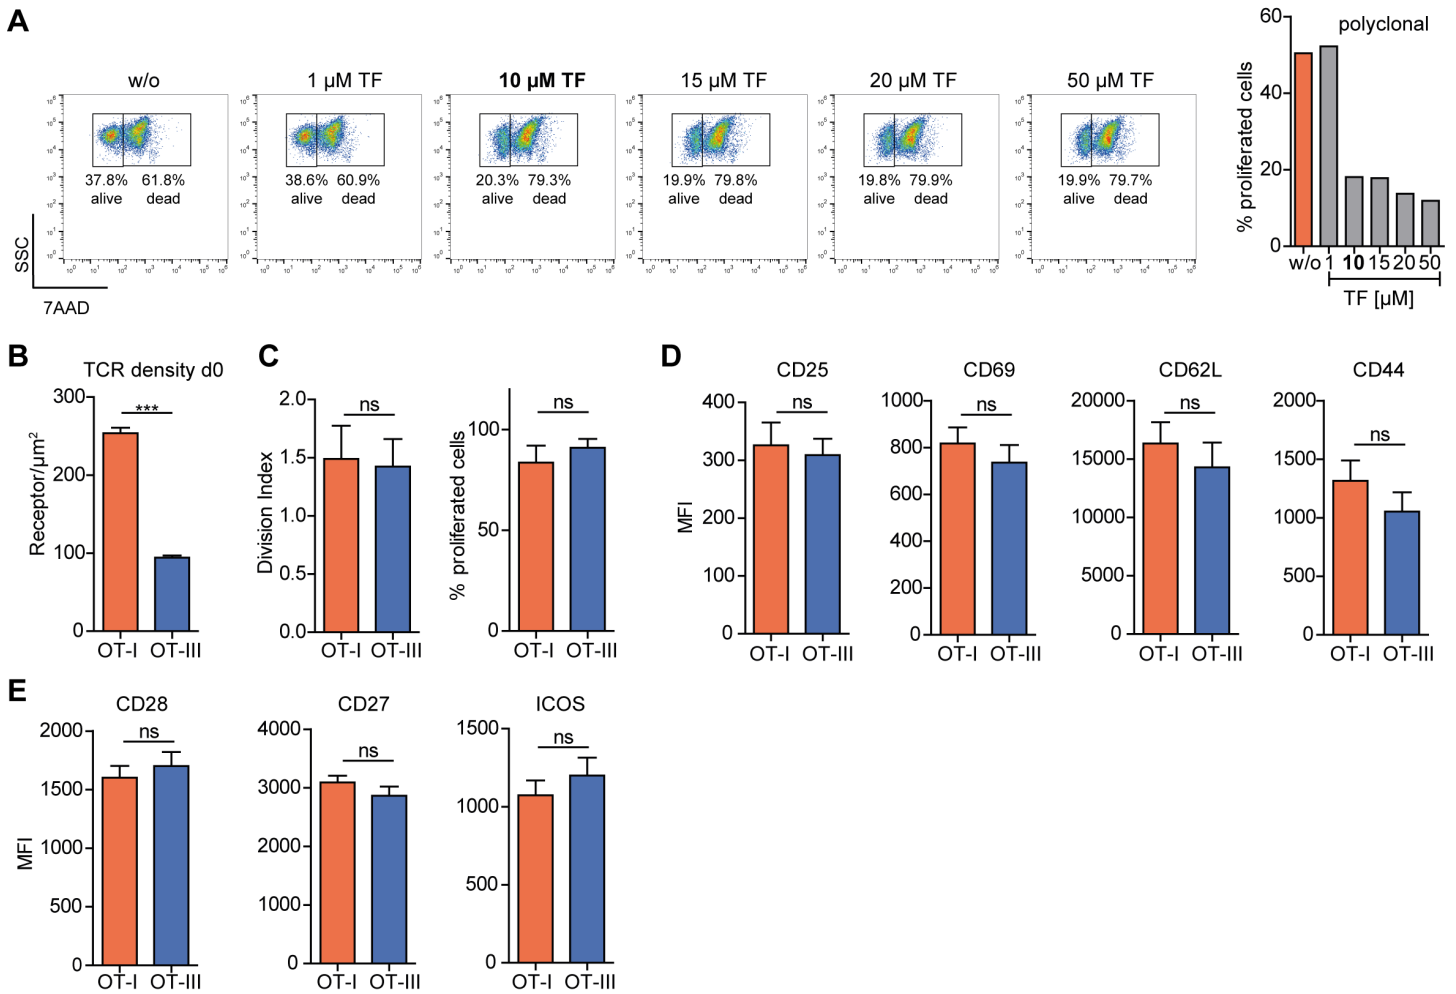 A
w/o
1 µM TF
10 µM TF
15 µM TF
20 µM TF
50 µM TF
37.8% 61.8%
alive dead
38.6% 60.9%
alive dead
20.3% 79.3%
alive dead
19.9% 79.8%
alive dead
19.8% 79.9%
alive dead
19.9% 79.7%
alive dead
SSC
7AAD
polyclonal
% proliferated cells
60
40
20
0
w/o 1 10 15 20 50
TF [µM]
B
TCR density d0
Receptor/µm²
300
200
100
0
***
OT-I OT-III
C
Division Index
2.0
1.5
1.0
0.5
0.0
ns
OT-I OT-III
% proliferated cells
100
50
0
ns
OT-I OT-III
D
CD25
MFI
400
300
200
100
0
ns
OT-I OT-III
CD69
1000
800
600
400
200
0
ns
OT-I OT-III
CD62L
20000
15000
10000
5000
0
ns
OT-I OT-III
CD44
2000
1500
1000
500
0
ns
OT-I OT-III
E
CD28
MFI
2000
1500
1000
500
0
ns
OT-I OT-III
CD27
4000
3000
2000
1000
0
ns
OT-I OT-III
ICOS
1500
1000
500
0
ns
OT-I OT-III